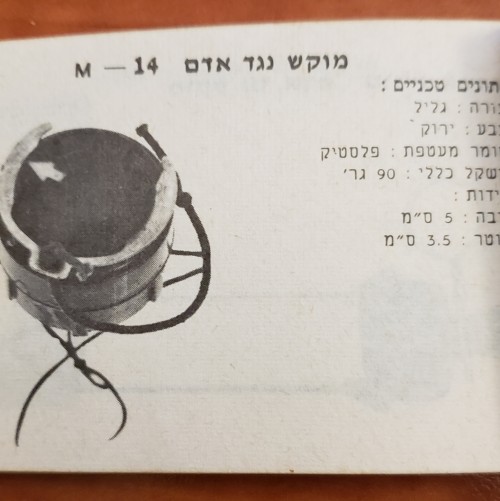 מוקש נגד אדם M — 14
תונים טכניים :
ורה : גליל
בע : ירוק
ומר מעטפת : פלסטיק
שקל כללי : 90 גר׳
ידות :
בה : 5 ס״מ
וטר : 3.5 ס״מ